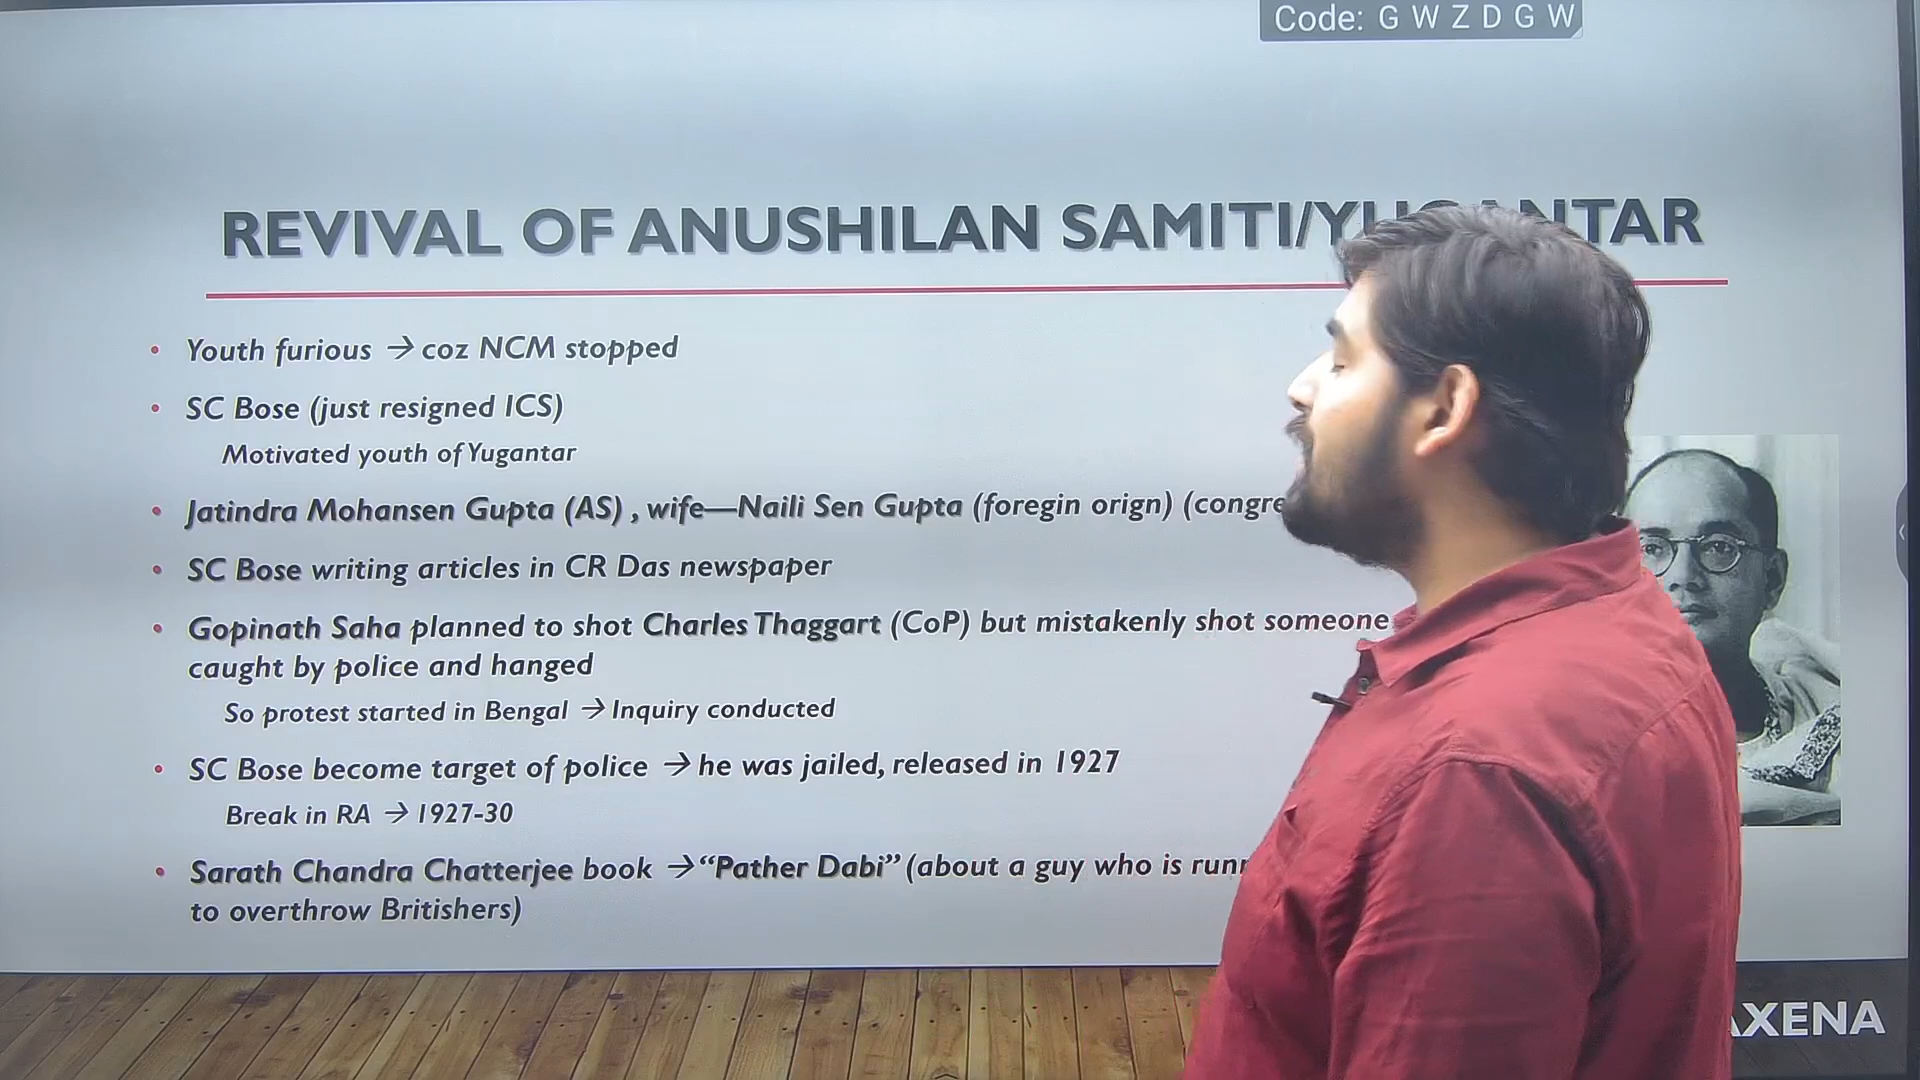 Code: G W Z D G W
REVIVAL OF ANUSHILAN SAMITI/YUGANTAR
• Youth furious → coz NCM stopped
• SC Bose (just resigned ICS)
Motivated youth of Yugantar
• Jatindra Mohansen Gupta (AS) , wife—Naili Sen Gupta (foregin orign) (congre
• SC Bose writing articles in CR Das newspaper
• Gopinath Saha planned to shot Charles Thaggart (CoP) but mistakenly shot someone
caught by police and hanged
So protest started in Bengal → Inquiry conducted
• SC Bose become target of police → he was jailed, released in 1927
Break in RA → 1927-30
• Sarath Chandra Chatterjee book → “Pather Dabi” (about a guy who is runn
to overthrow Britishers)
AXENA